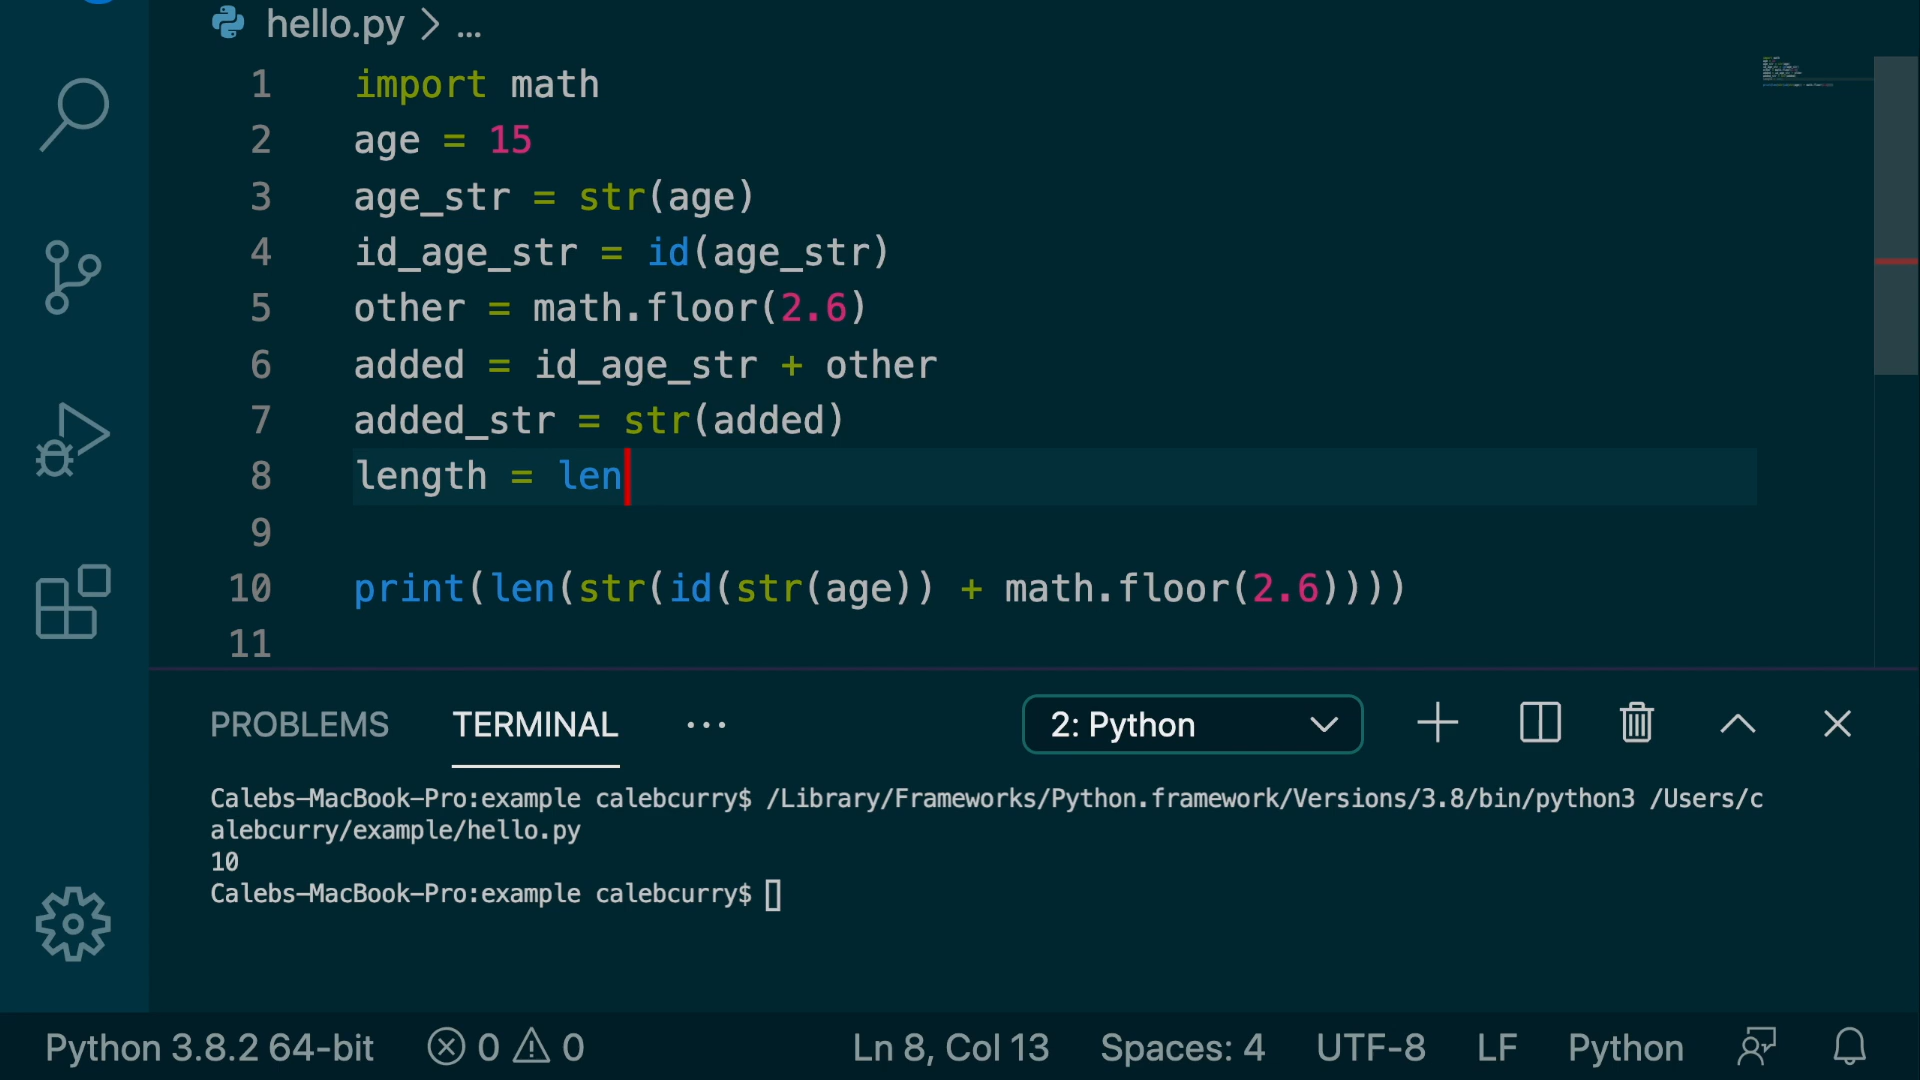 hello.py > ...
1 import math
2 age = 15
3 age_str = str(age)
4 id_age_str = id(age_str)
5 other = math.floor(2.6)
6 added = id_age_str + other
7 added_str = str(added)
8 length = len
9
10 print(len(str(id(str(age)) + math.floor(2.6))))
11
PROBLEMS TERMINAL ... 2: Python
Calebs-MacBook-Pro:example calebcurry$ /Library/Frameworks/Python.framework/Versions/3.8/bin/python3 /Users/c
alebcurry/example/hello.py
10
Calebs-MacBook-Pro:example calebcurry$
Python 3.8.2 64-bit 0 0 Ln 8, Col 13 Spaces: 4 UTF-8 LF Python